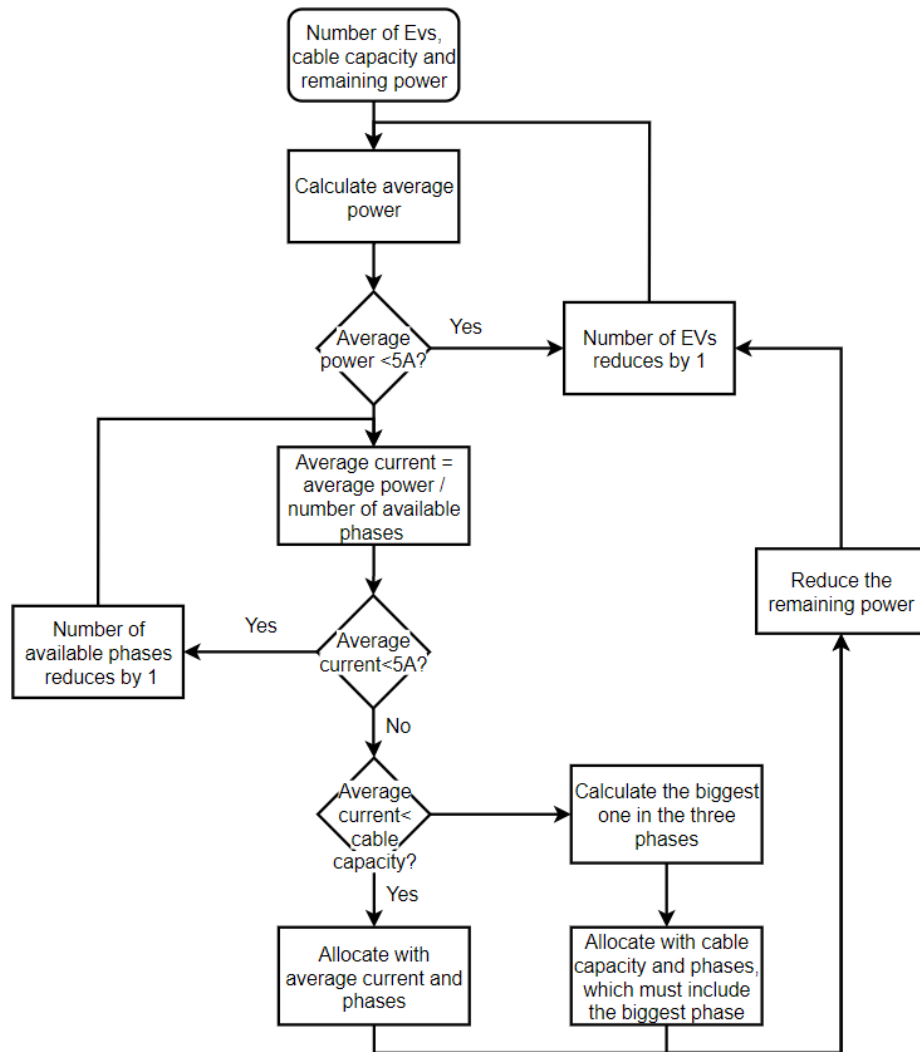 Number of Evs,
cable capacity and
remaining power
Calculate average
power
Average
power <5A?
Yes
Number of EVs
reduces by 1
Average current =
average power /
number of available
phases
Reduce the
remaining power
Number of
available phases
reduces by 1
Yes
Average
current<5A?
No
Average
current<
cable
capacity?
Calculate the biggest
one in the three
phases
Yes
Allocate with
average current and
phases
Allocate with cable
capacity and phases,
which must include
the biggest phase